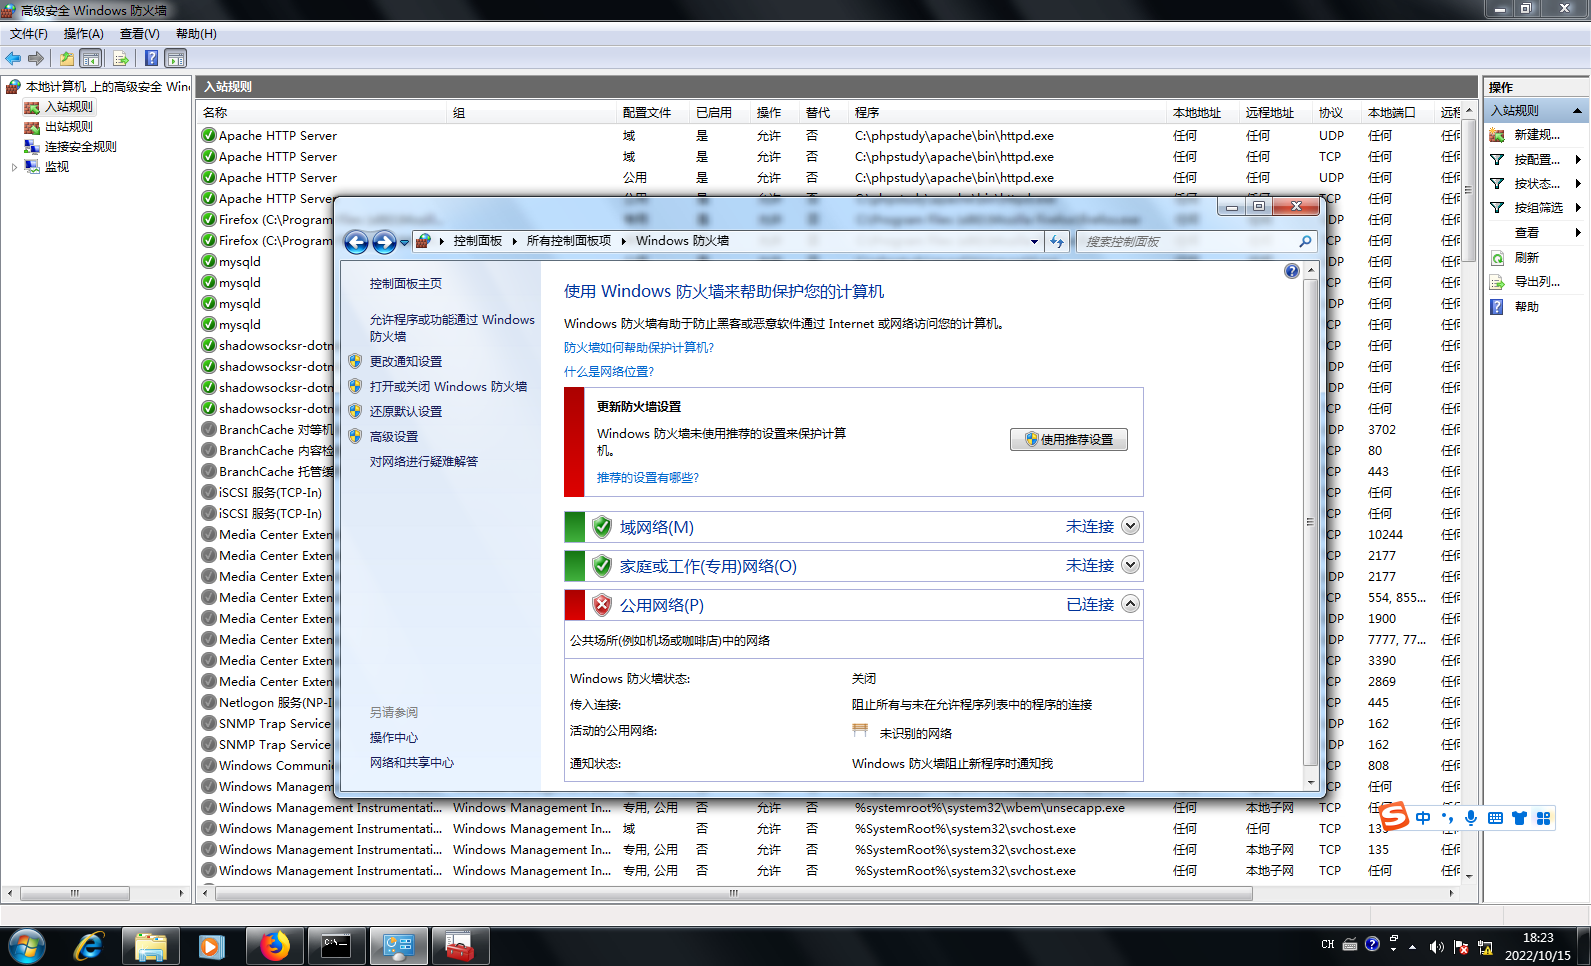 高级安全 Windows 防火墙
文件(F) 操作(A) 查看(V) 帮助(H)
本地计算机 上的高级安全 Win
入站规则
出站规则
连接安全规则
监视
入站规则
名称 组 配置文件 已启用 操作 替代 程序 本地地址 远程地址 协议 本地端口 远程
Apache HTTP Server 域 是 允许 否 C:\phpstudy\apache\bin\httpd.exe 任何 任何 UDP 任何 任何
Apache HTTP Server 域 是 允许 否 C:\phpstudy\apache\bin\httpd.exe 任何 任何 TCP 任何 任何
Apache HTTP Server 公用 是 允许 否 C:\phpstudy\apache\bin\httpd.exe 任何 任何 UDP 任何 任何
Apache HTTP Server TCP 任何 任何
Firefox (C:\Program DP 任何 任何
Firefox (C:\Program CP 任何 任何
mysqld DP 任何 任何
mysqld CP 任何 任何
mysqld DP 任何 任何
mysqld CP 任何 任何
shadowsocksr-dotn DP 任何 任何
shadowsocksr-dotn CP 任何 任何
shadowsocksr-dotn DP 任何 任何
shadowsocksr-dotn CP 任何 任何
BranchCache 对等机 DP 3702 任何
BranchCache 内容检 CP 80 任何
BranchCache 托管缓 CP 443 任何
iSCSI 服务(TCP-In) CP 任何 任何
iSCSI 服务(TCP-In) CP 任何 任何
Media Center Exten CP 10244 任何
Media Center Exten CP 2177 任何
Media Center Exten DP 2177 任何
Media Center Exten CP 554, 855... 任何
Media Center Exten DP 1900 任何
Media Center Exten DP 7777, 77... 任何
Media Center Exten CP 3390 任何
Media Center Exten CP 2869 任何
Netlogon 服务(NP-I CP 445 任何
SNMP Trap Service DP 162 任何
SNMP Trap Service DP 162 任何
Windows Communi CP 808 任何
Windows Management CP 任何 任何
Windows Management Instrumentati... Windows Management In... 专用, 公用 否 允许 否 %systemroot%\system32\wbem\unsecapp.exe 任何 本地子网 TCP 任
Windows Management Instrumentati... Windows Management In... 域 否 允许 否 %SystemRoot%\system32\svchost.exe 任何 任何 TCP 135
Windows Management Instrumentati... Windows Management In... 专用, 公用 否 允许 否 %SystemRoot%\system32\svchost.exe 任何 本地子网 TCP 135 任何
Windows Management Instrumentati... Windows Management In... 专用, 公用 否 允许 否 %SystemRoot%\system32\svchost.exe 任何 本地子网 TCP 任何 任何
控制面板 所有控制面板项 Windows 防火墙
搜索控制面板
控制面板主页
允许程序或功能通过 Windows
防火墙
更改通知设置
打开或关闭 Windows 防火墙
还原默认设置
高级设置
对网络进行疑难解答
另请参阅
操作中心
网络和共享中心
使用 Windows 防火墙来帮助保护您的计算机
Windows 防火墙有助于防止黑客或恶意软件通过 Internet 或网络访问您的计算机。
防火墙如何帮助保护计算机?
什么是网络位置?
更新防火墙设置
Windows 防火墙未使用推荐的设置来保护计算
机。
使用推荐设置
推荐的设置有哪些?
域网络(M) 未连接
家庭或工作(专用)网络(O) 未连接
公用网络(P) 已连接
公共场所(例如机场或咖啡店)中的网络
Windows 防火墙状态: 关闭
传入连接: 阻止所有与未在允许程序列表中的程序的连接
活动的公用网络: 未识别的网络
通知状态: Windows 防火墙阻止新程序时通知我
操作
入站规则
新建规...
按配置...
按状态...
按组筛选
查看
刷新
导出列...
帮助
中
CH
18:23
2022/10/15